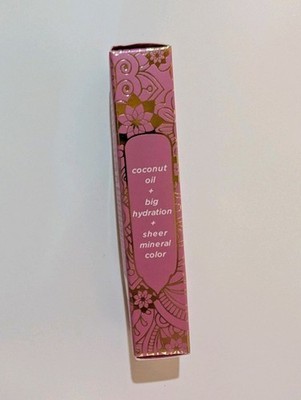 coconut
oil
+
big
hydration
+
sheer
mineral
color